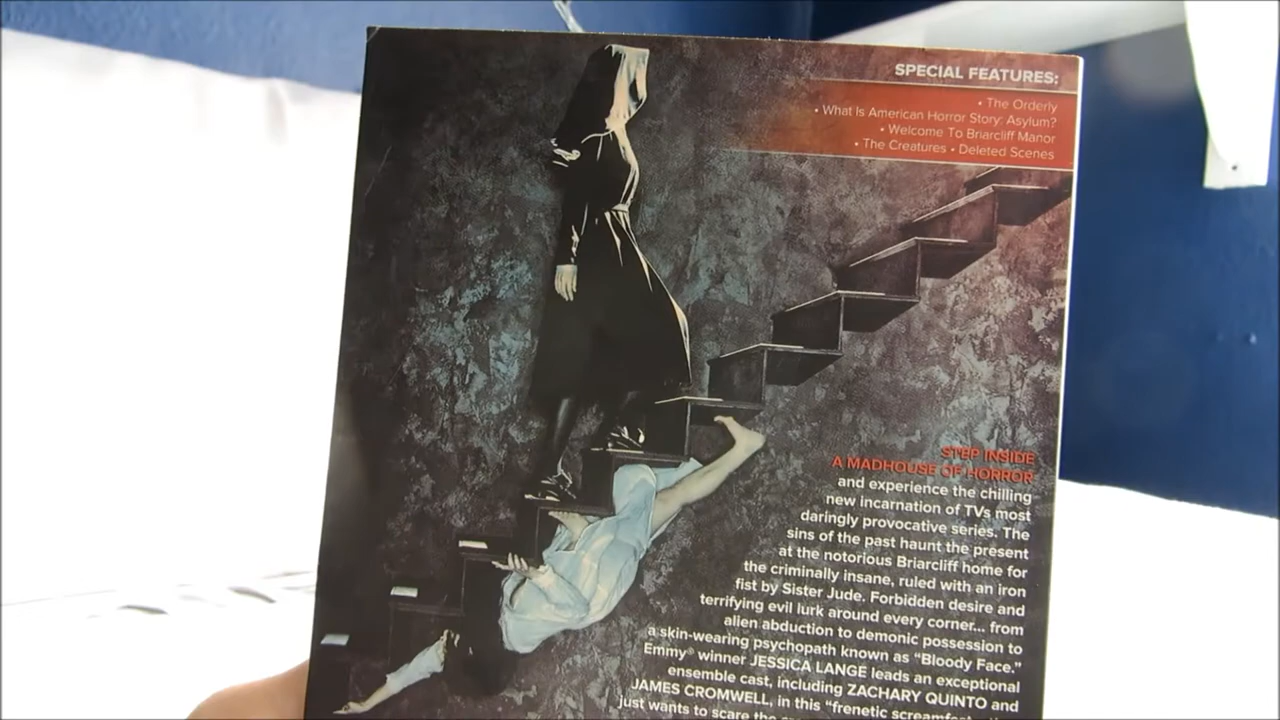 SPECIAL FEATURES:
• The Orderly
• What Is American Horror Story: Asylum?
• Welcome To Briarcliff Manor
• The Creatures • Deleted Scenes
STEP INSIDE
A MADHOUSE OF HORROR
and experience the chilling
new incarnation of TVs most
daringly provocative series. The
sins of the past haunt the present
at the notorious Briarcliff home for
the criminally insane, ruled with an iron
fist by Sister Jude. Forbidden desire and
terrifying evil lurk around every corner... from
alien abduction to demonic possession to
a skin-wearing psychopath known as “Bloody Face.”
Emmy® winner JESSICA LANGE leads an exceptional
ensemble cast, including ZACHARY QUINTO and
JAMES CROMWELL, in this “frenetic
just wants to scare the